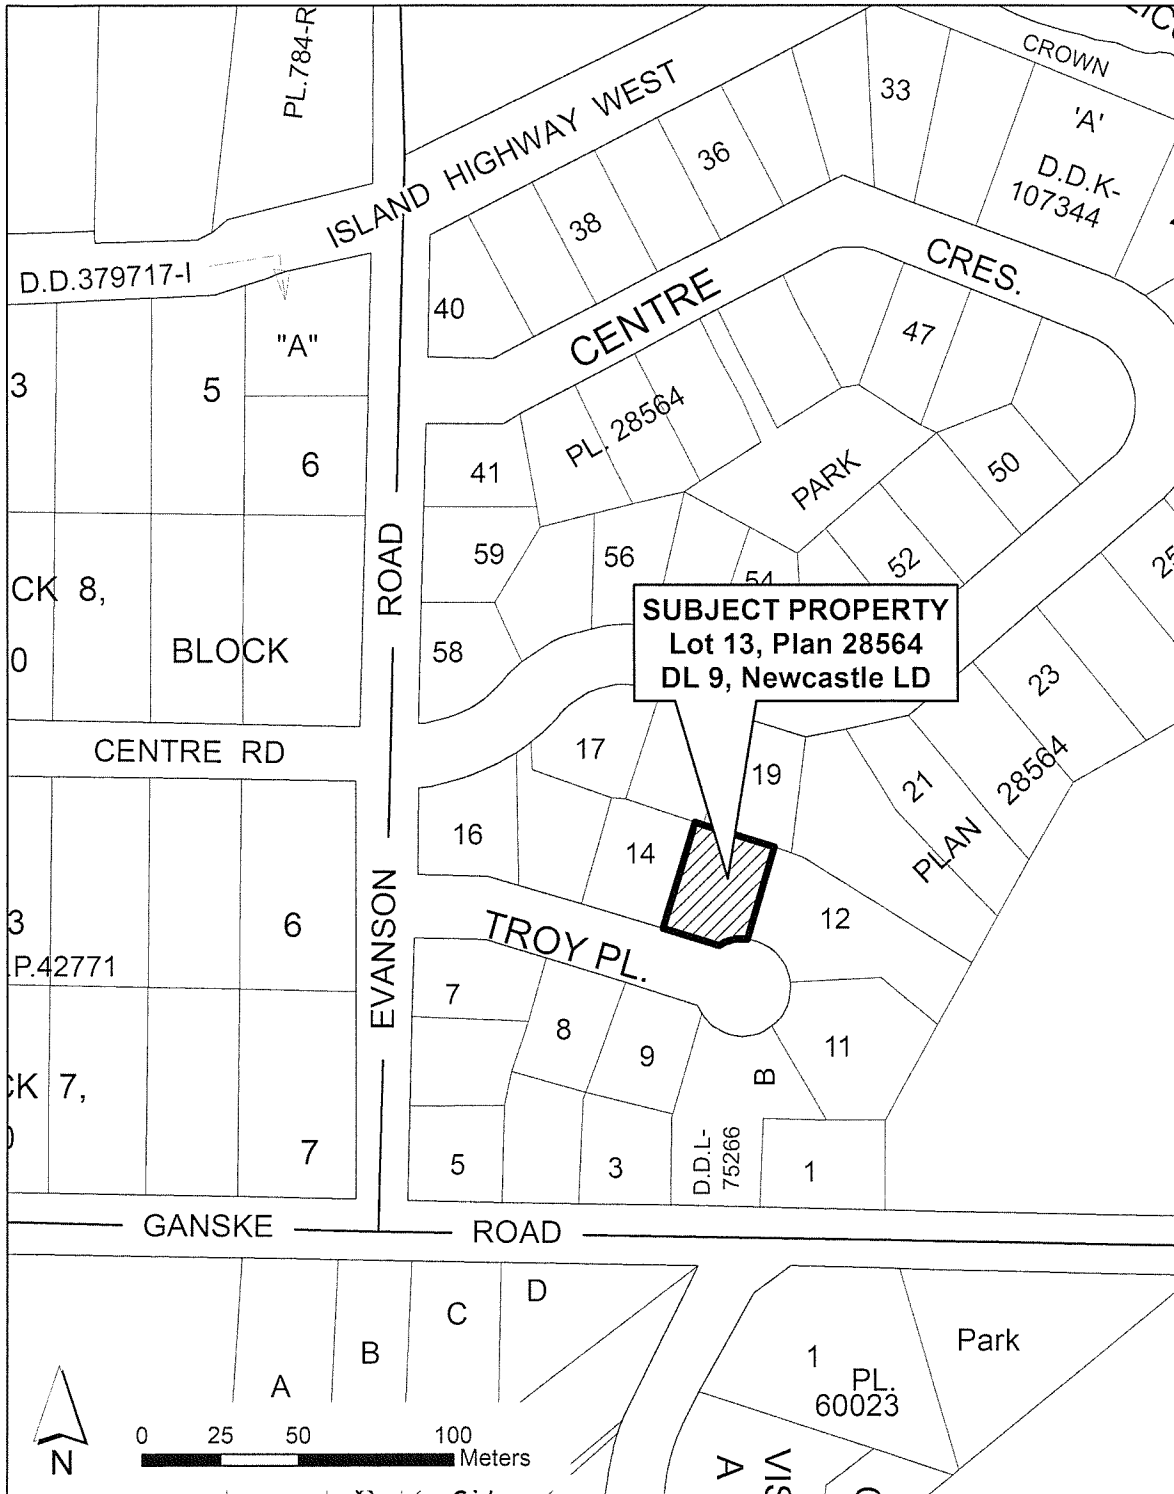 PL.784-R
CROWN
33
'A'
D.D.K-
107344
ISLAND HIGHWAY WEST
36
38
40
D.D.379717-I
"A"
CENTRE
CRES.
47
3
5
6
PL. 28564
PARK
50
41
59
56
54
52
ROAD
CK 8,
BLOCK
0
58
SUBJECT PROPERTY
Lot 13, Plan 28564
DL 9, Newcastle LD
23
25
CENTRE RD
17
19
21
28564
PLAN
16
14
12
3
6
.P.42771
EVANSON
TROY PL.
7
8
9
11
B
CK 7,
7
5
3
D.D.L-
75266
1
GANSKE
ROAD
A
B
C
D
1
PL.
60023
Park
VIS
A
N
0 25 50 100
Meters